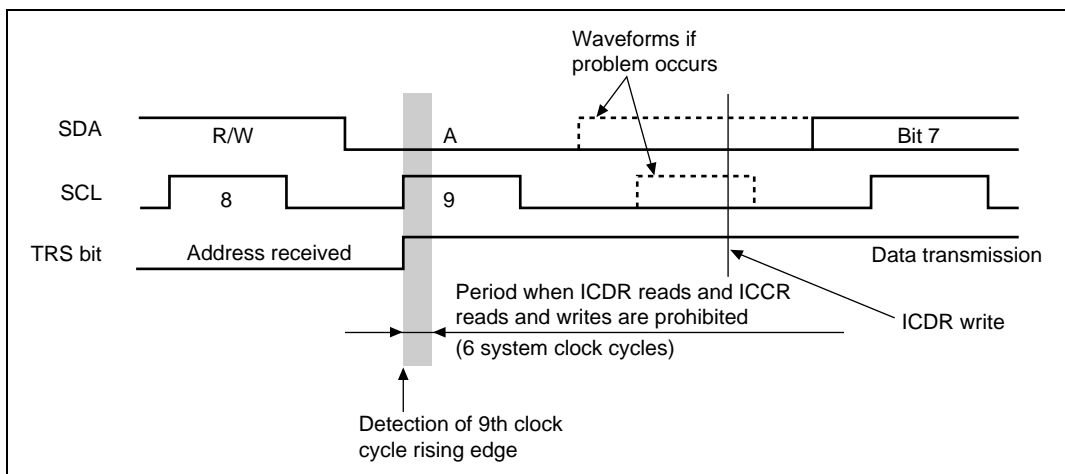 Waveforms if
problem occurs
SDA
R/W
A
Bit 7
SCL
8
9
TRS bit
Address received
Data transmission
Period when ICDR reads and ICCR
reads and writes are prohibited
(6 system clock cycles)
ICDR write
Detection of 9th clock
cycle rising edge